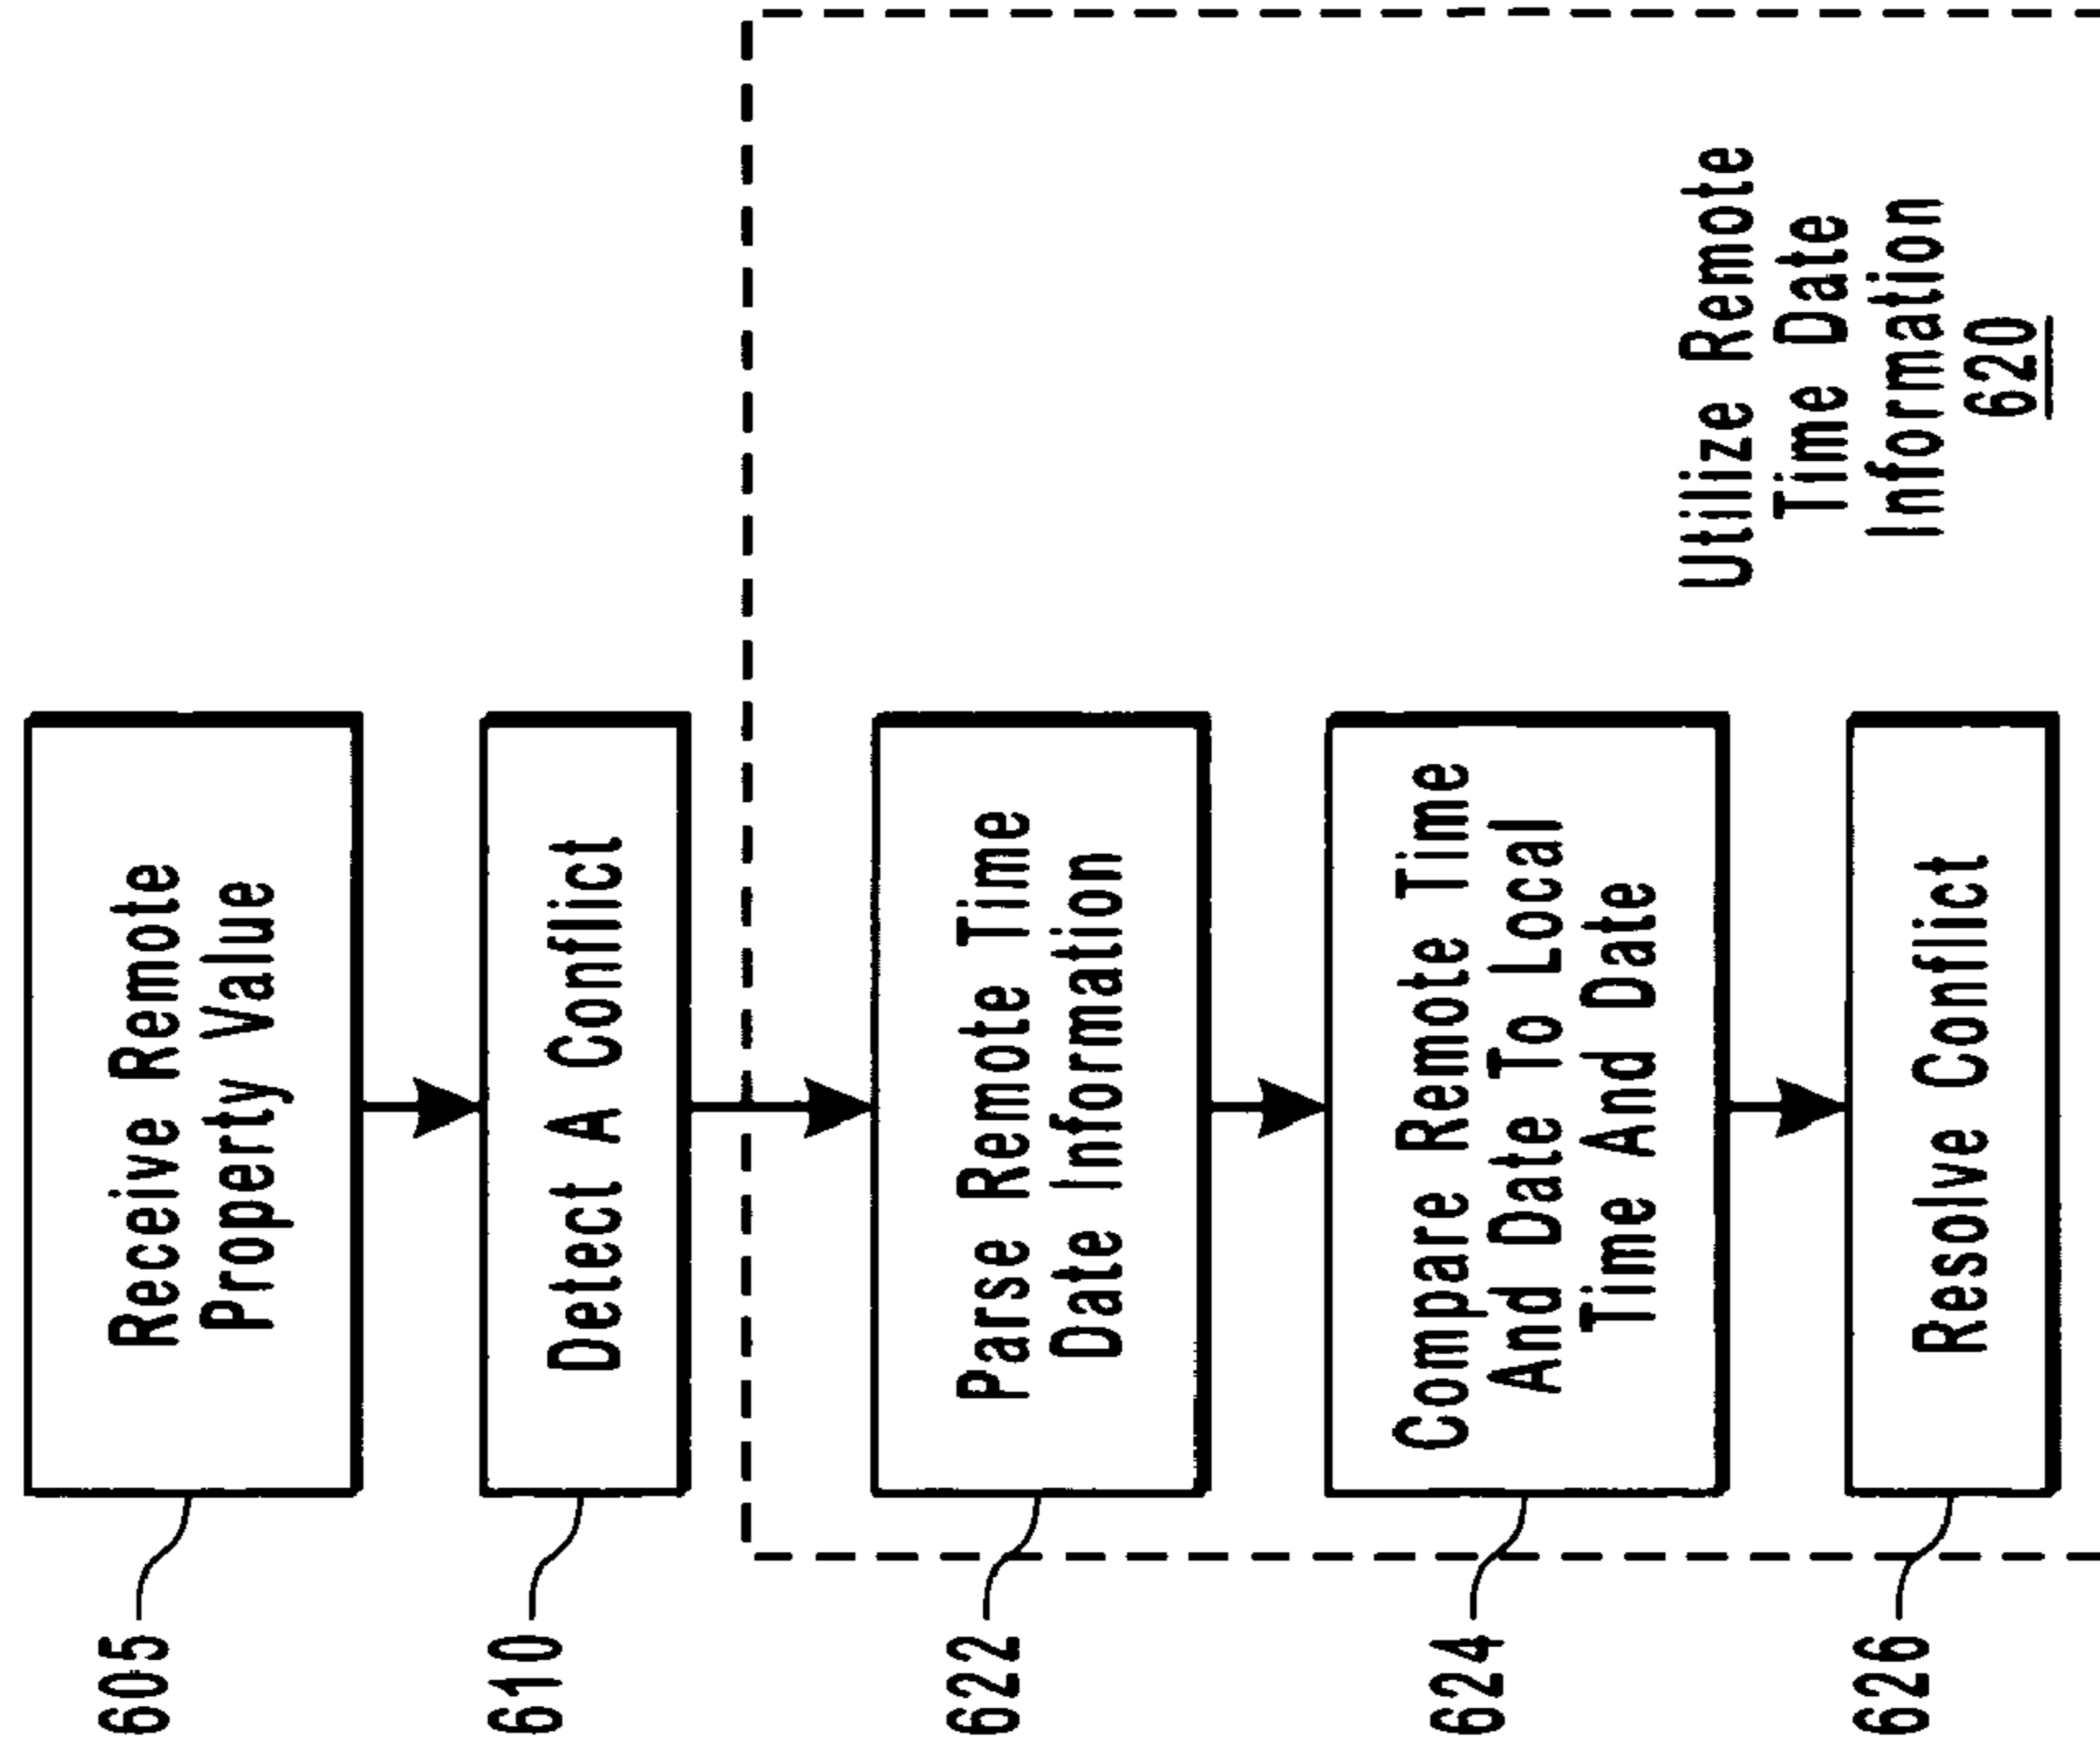 605
Receive Remote
Property Value
610
Detect A Conflict
622
Parse Remote Time
Date Information
624
Compare Remote Time
And Date To Local
Time And Date
626
Resolve Conflict
Utilize Remote
Time Date
Information
620